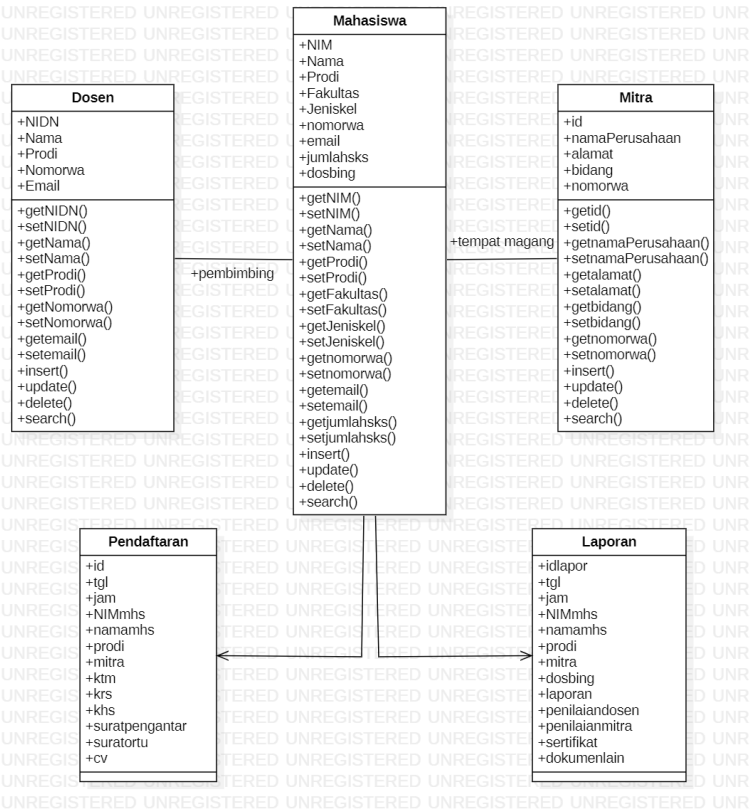 UNREGISTERED
Mahasiswa
+NIM
+Nama
+Prodi
+Fakultas
+Jeniskel
+nomorwa
+email
+jumlahsks
+dosbing
+getNIM()
+setNIM()
+getNama()
+setNama()
+getProdi()
+setProdi()
+getFakultas()
+setFakultas()
+getJeniskel()
+setJeniskel()
+getnomorwa()
+setnomorwa()
+getemail()
+setemail()
+getjumlahsks()
+setjumlahsks()
+insert()
+update()
+delete()
+search()
Dosen
+NIDN
+Nama
+Prodi
+Nomorwa
+Email
+getNIDN()
+setNIDN()
+getNama()
+setNama()
+getProdi()
+setProdi()
+getNomorwa()
+setNomorwa()
+getemail()
+setemail()
+insert()
+update()
+delete()
+search()
+pembimbing
+tempat magang
Mitra
+id
+namaPerusahaan
+alamat
+bidang
+nomorwa
+getid()
+setid()
+getnamaPerusahaan()
+setnamaPerusahaan()
+getalamat()
+setalamat()
+getbidang()
+setbidang()
+getnomorwa()
+setnomorwa()
+insert()
+update()
+delete()
+search()
Pendaftaran
+id
+tgl
+jam
+NIMmhs
+namamhs
+prodi
+mitra
+ktm
+krs
+khs
+suratpengantar
+suratortu
+cv
Laporan
+idlapor
+tgl
+jam
+NIMmhs
+namamhs
+prodi
+mitra
+dosbing
+laporan
+penilaiandosen
+penilaianmitra
+sertifikat
+dokumenlain